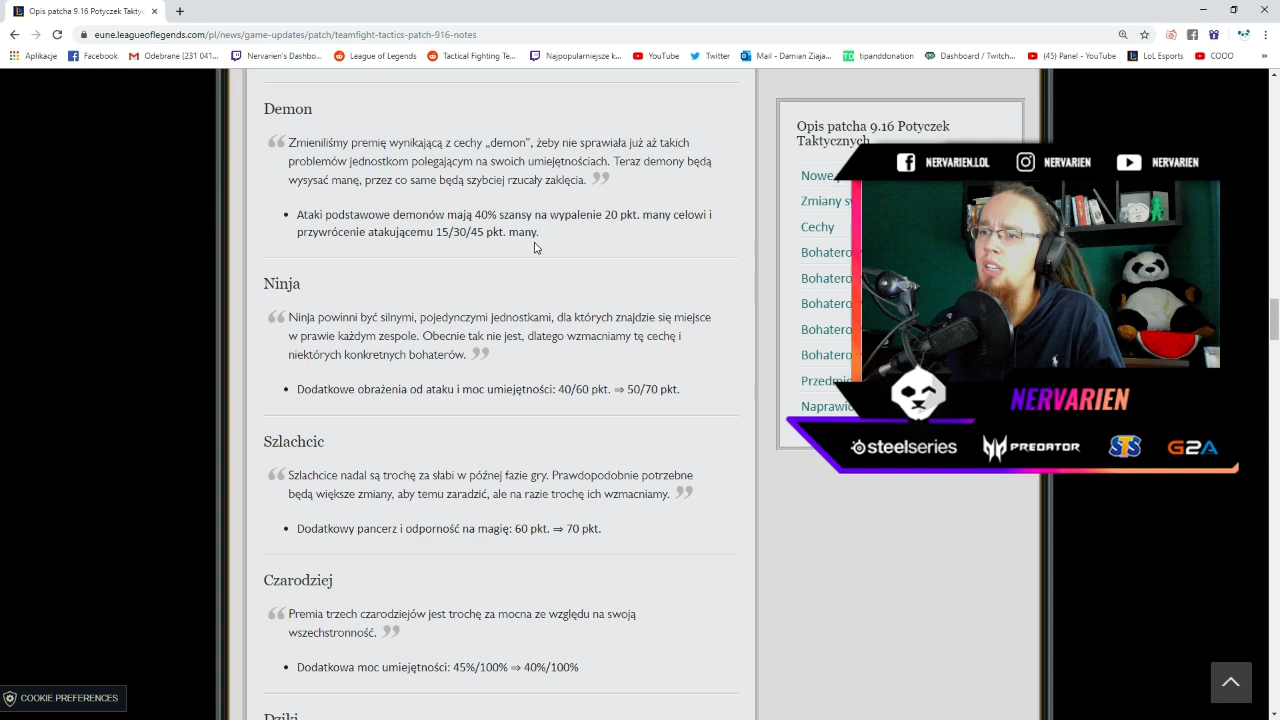 Opis patcha 9.16 Potyczek Taktyc
eune.leagueoflegends.com/pl/news/game-updates/patch/teamfight-tactics-patch-916-notes
Aplikacje Facebook Odebrane (231 041... Nervarien's Dashbo... League of Legends Tactical Fighting Te... Najpopularniejsze k... YouTube Twitter Mail - Damian Ziaja... tipanddonation Dashboard / Twitch... (45) Panel - YouTube LoL Esports COOO
Demon
Zmieniliśmy premię wynikającą z cechy „demon”, żeby nie sprawiała już aż takich
problemów jednostkom polegającym na swoich umiejętnościach. Teraz demony będą
wysysać manę, przez co same będą szybciej rzucały zaklęcia.
Ataki podstawowe demonów mają 40% szansy na wypalenie 20 pkt. many celowi i
przywrócenie atakującemu 15/30/45 pkt. many.
Ninja
Ninja powinni być silnymi, pojedynczymi jednostkami, dla których znajdzie się miejsce
w prawie każdym zespole. Obecnie tak nie jest, dlatego wzmacniamy tę cechę i
niektórych konkretnych bohaterów.
Dodatkowe obrażenia od ataku i moc umiejętności: 40/60 pkt. ⇒ 50/70 pkt.
Szlachcic
Szlachcice nadal są trochę za słabi w późnej fazie gry. Prawdopodobnie potrzebne
będą większe zmiany, aby temu zaradzić, ale na razie trochę ich wzmacniamy.
Dodatkowy pancerz i odporność na magię: 60 pkt. ⇒ 70 pkt.
Czarodziej
Premia trzech czarodziejów jest trochę za mocna ze względu na swoją
wszechstronność.
Dodatkowa moc umiejętności: 45%/100% ⇒ 40%/100%
Dziki
Opis patcha 9.16 Potyczek
Taktycznych
Zmiany
Cechy
Bohatero
Bohatero
Bohatero
Bohatero
Bohatero
Przedmio
Naprawio
NERVARIEN.LOL NERVARIEN NERVARIEN
NERVARIEN
steelseries PREDATOR STS G2A
COOKIE PREFERENCES